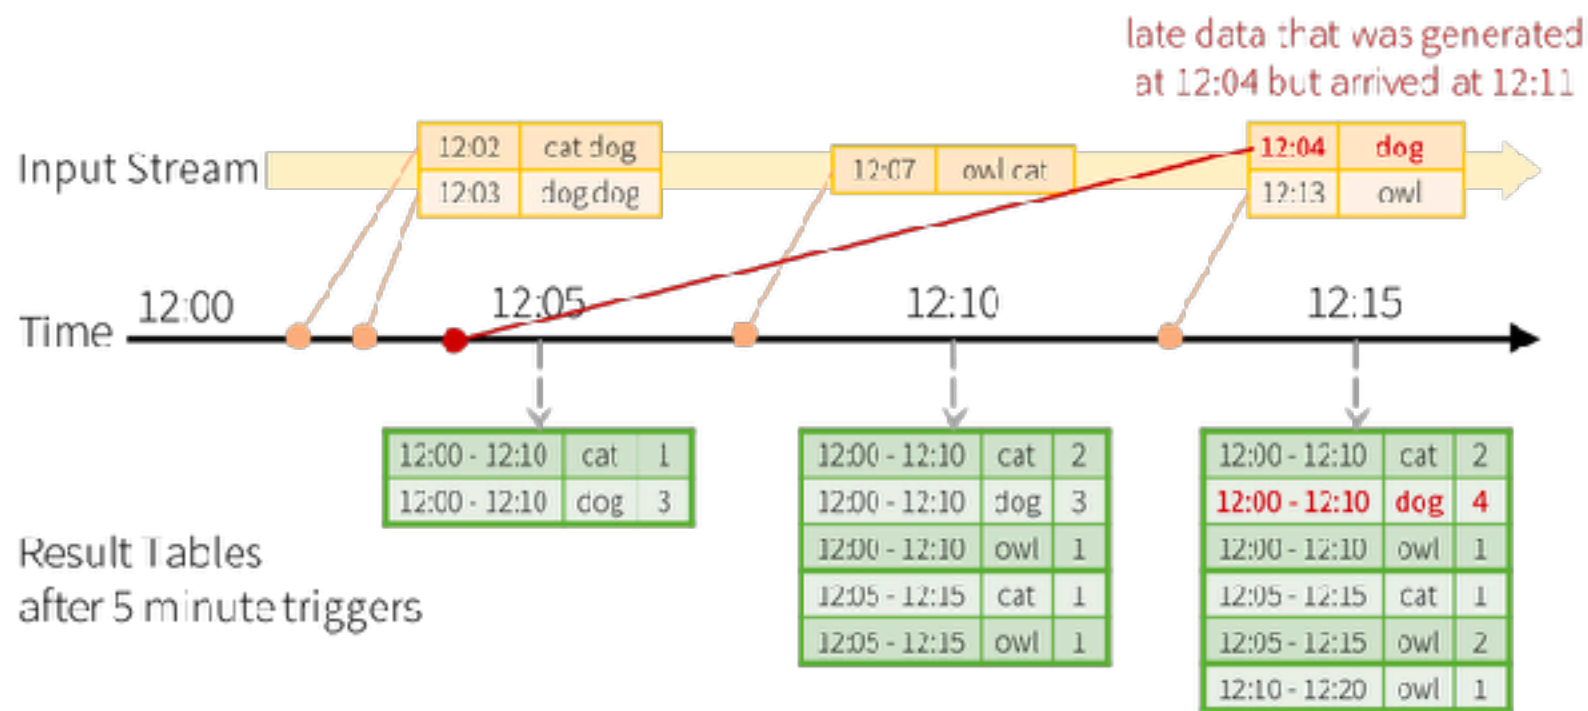 late data that was generated
at 12:04 but arrived at 12:11
Input Stream
12:02 cat dog
12:03 dog dog
12:07 owl cat
12:04 dog
12:13 owl
Time
12:00
12:05
12:10
12:15
12:00 - 12:10 cat 1
12:00 - 12:10 dog 3
12:00 - 12:10 cat 2
12:00 - 12:10 dog 3
12:00 - 12:10 owl 1
12:05 - 12:15 cat 1
12:05 - 12:15 owl 1
12:00 - 12:10 cat 2
12:00 - 12:10 dog 4
12:00 - 12:10 owl 1
12:05 - 12:15 cat 1
12:05 - 12:15 owl 2
12:10 - 12:20 owl 1
Result Tables
after 5 minute triggers